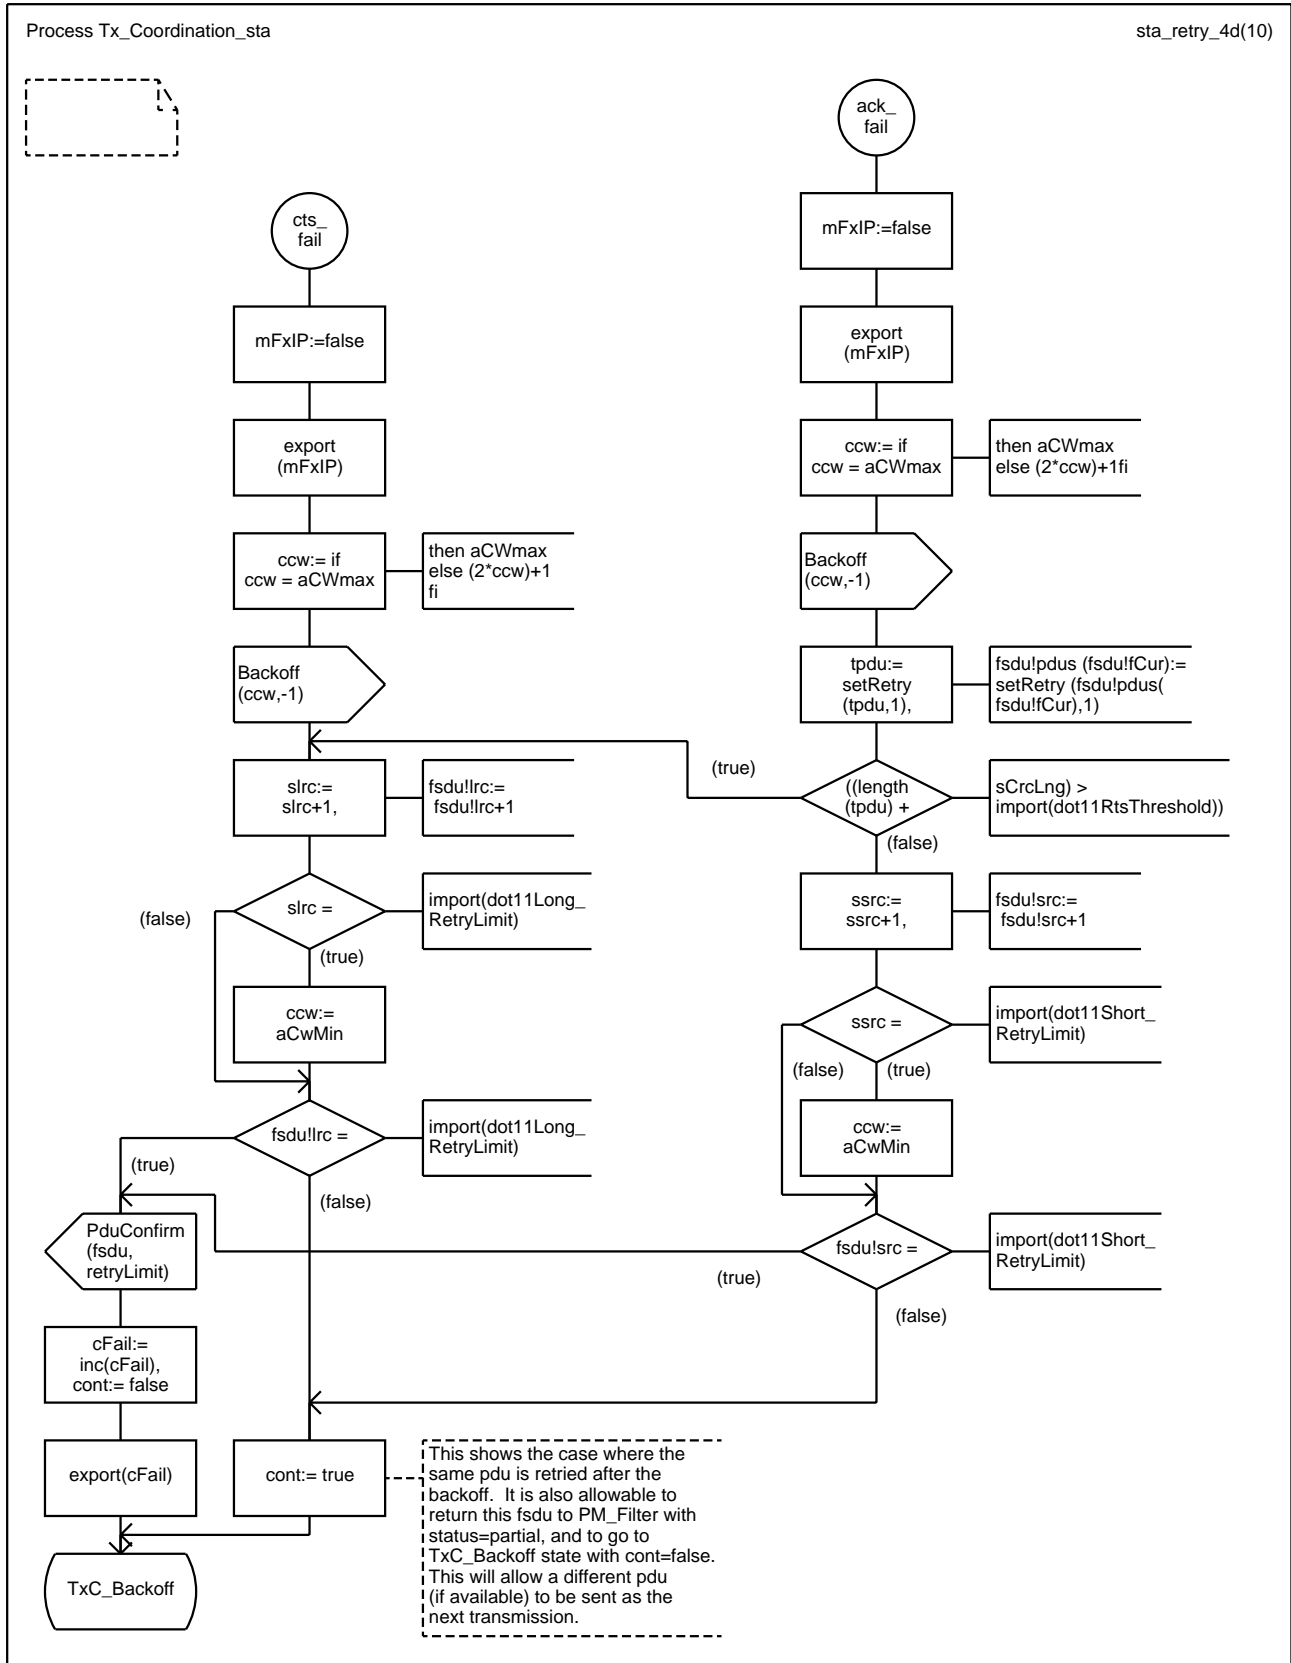 Process Tx_Coordination_sta
sta_retry_4d(10)
ack_
fail
cts_
fail
mFxIP:=false
mFxIP:=false
export
(mFxIP)
export
(mFxIP)
ccw:= if
ccw = aCWmax
then aCWmax
else (2*ccw)+1fi
ccw:= if
ccw = aCWmax
then aCWmax
else (2*ccw)+1
fi
Backoff
(ccw,-1)
Backoff
(ccw,-1)
tpdu:=
setRetry
(tpdu,1),
fsdu!pdus (fsdu!fCur):=
setRetry (fsdu!pdus(
fsdu!fCur),1)
(true)
slrc:=
slrc+1,
fsdu!lrc:=
fsdu!lrc+1
((length
(tpdu) +
sCrcLng) >
import(dot11RtsThreshold))
(false)
slrc =
import(dot11Long_
RetryLimit)
(false)
(true)
ssrc:=
ssrc+1,
fsdu!src:=
fsdu!src+1
ccw:=
aCwMin
ssrc =
import(dot11Short_
RetryLimit)
(false)
(true)
fsdu!lrc =
import(dot11Long_
RetryLimit)
(true)
(false)
ccw:=
aCwMin
PduConfirm
(fsdu,
retryLimit)
fsdu!src =
import(dot11Short_
RetryLimit)
(true)
(false)
cFail:=
inc(cFail),
cont:= false
export(cFail)
cont:= true
This shows the case where the
same pdu is retried after the
backoff.  It is also allowable to
return this fsdu to PM_Filter with
status=partial, and to go to
TxC_Backoff state with cont=false.
This will allow a different pdu
(if available) to be sent as the
next transmission.
TxC_Backoff